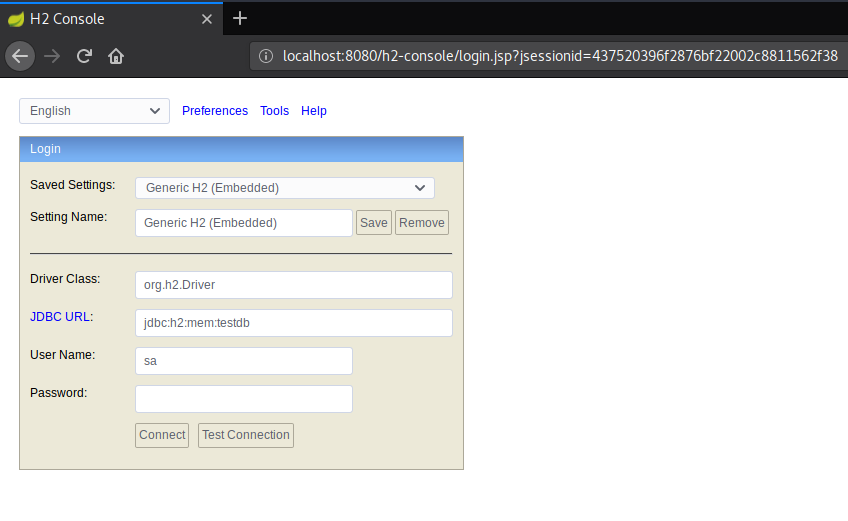 H2 Console
localhost:8080/h2-console/login.jsp?jsessionid=437520396f2876bf22002c8811562f38
English Preferences Tools Help
Login
Saved Settings: Generic H2 (Embedded)
Setting Name: Generic H2 (Embedded) Save Remove
Driver Class: org.h2.Driver
JDBC URL: jdbc:h2:mem:testdb
User Name: sa
Password:
Connect Test Connection